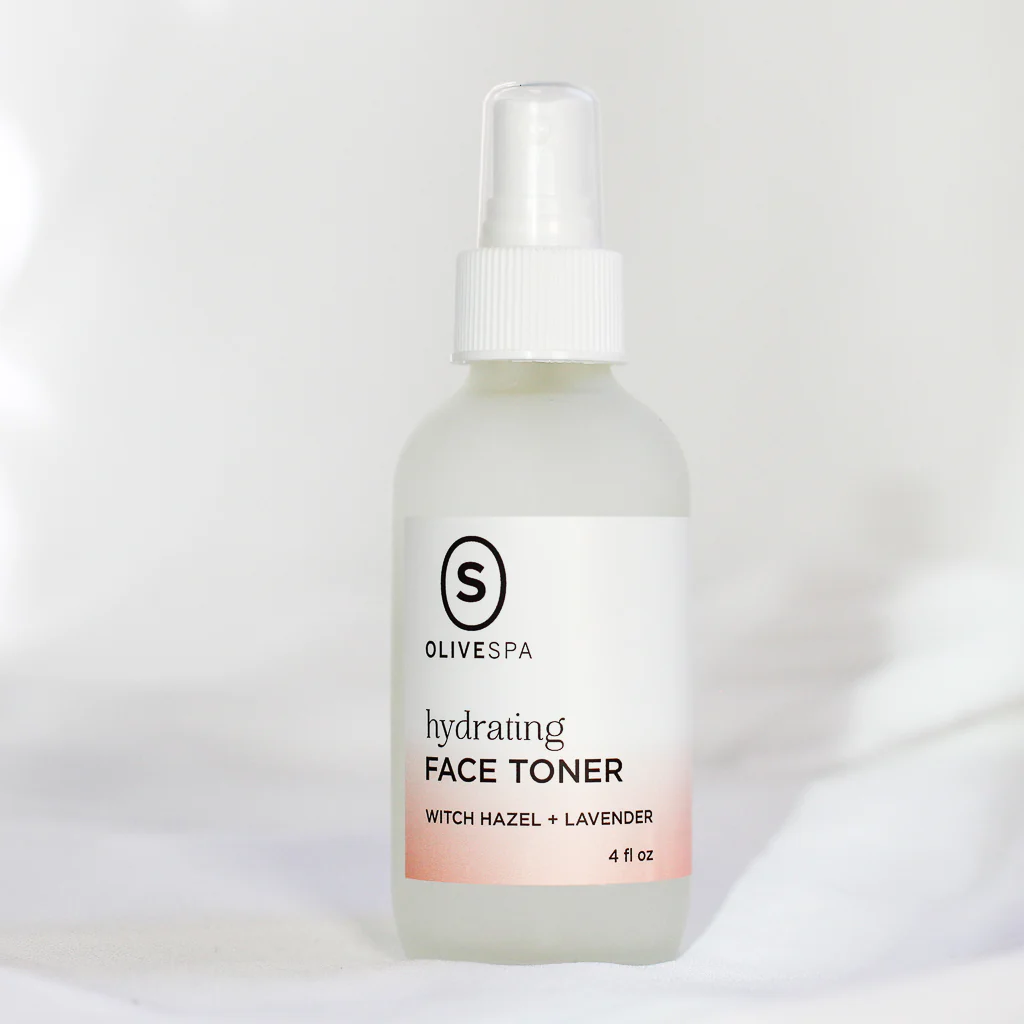 S
OLIVESPA
hydrating
FACE TONER
WITCH HAZEL + LAVENDER
4 fl oz